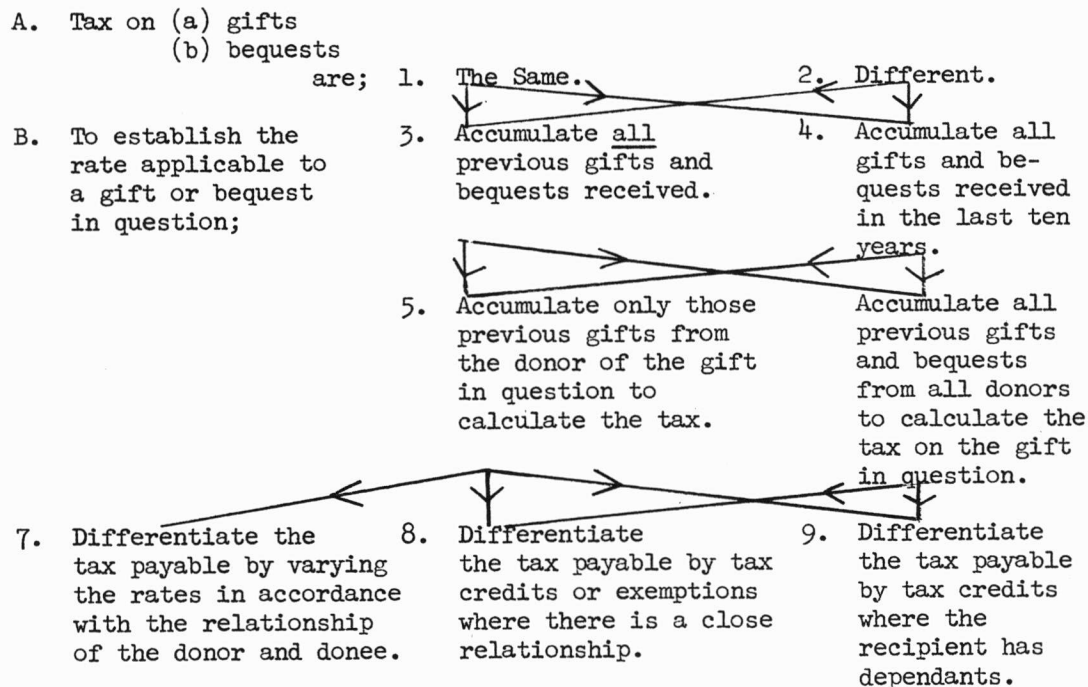 A. Tax on (a) gifts
(b) bequests
are; 1. The Same. 2. Different.
B. To establish the
rate applicable to
a gift or bequest
in question;
3. Accumulate all
previous gifts and
bequests received.
4. Accumulate all
gifts and be-
quests received
in the last ten
years.
5. Accumulate only those
previous gifts from
the donor of the gift
in question to
calculate the tax.
Accumulate all
previous gifts
and bequests
from all donors
to calculate the
tax on the gift
in question.
7. Differentiate the
tax payable by varying
the rates in accordance
with the relationship
of the donor and donee.
8. Differentiate
the tax payable by tax
credits or exemptions
where there is a close
relationship.
9. Differentiate
the tax payable
by tax credits
where the
recipient has
dependants.